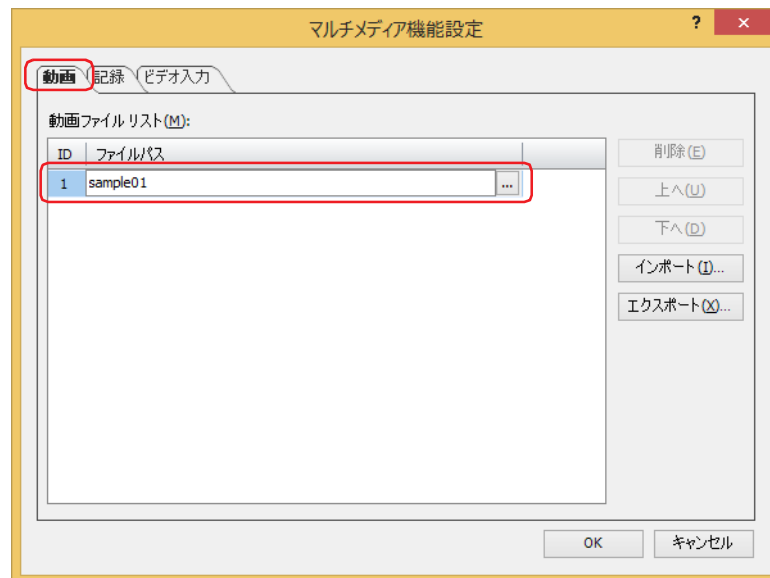 マルチメディア機能設定
?
×
動画 記録 ビデオ入力
動画ファイル リスト(M):
ID ファイルパス
1 sample01 ...
削除(E)
上へ(U)
下へ(D)
インポート(I)...
エクスポート(X)...
OK キャンセル